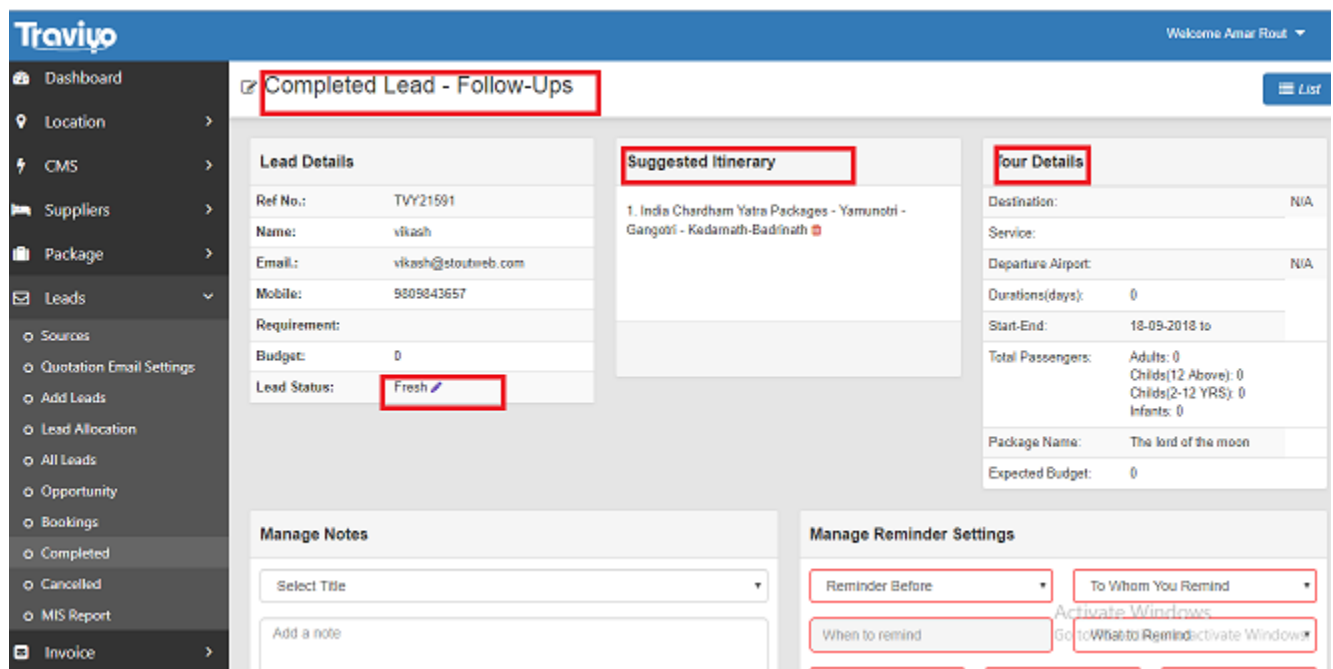 Traviyo
Welcome Amar Rout
Dashboard
Location
CMS
Suppliers
Package
Leads
Sources
Quotation Email Settings
Add Leads
Lead Allocation
All Leads
Opportunity
Bookings
Completed
Cancelled
MIS Report
Invoice
Completed Lead - Follow-Ups
List
Lead Details
Ref No.: TVY21591
Name: vikash
Email.: vikash@stoutweb.com
Mobile: 9809843657
Requirement:
Budget: 0
Lead Status: Fresh
Suggested Itinerary
1. India Chardham Yatra Packages - Yamunotri -
Gangotri - Kedarnath-Badrinath
Tour Details
Destination: N/A
Service:
Departure Airport: N/A
Durations(days): 0
Start-End: 18-09-2018 to
Total Passengers: Adults: 0
Childs(12 Above): 0
Childs(2-12 YRS): 0
Infants: 0
Package Name: The lord of the moon
Expected Budget: 0
Manage Notes
Select Title
Add a note
Manage Reminder Settings
Reminder Before
To Whom You Remind
When to remind
What to Remind
Activate Windows
Go to activate Windows